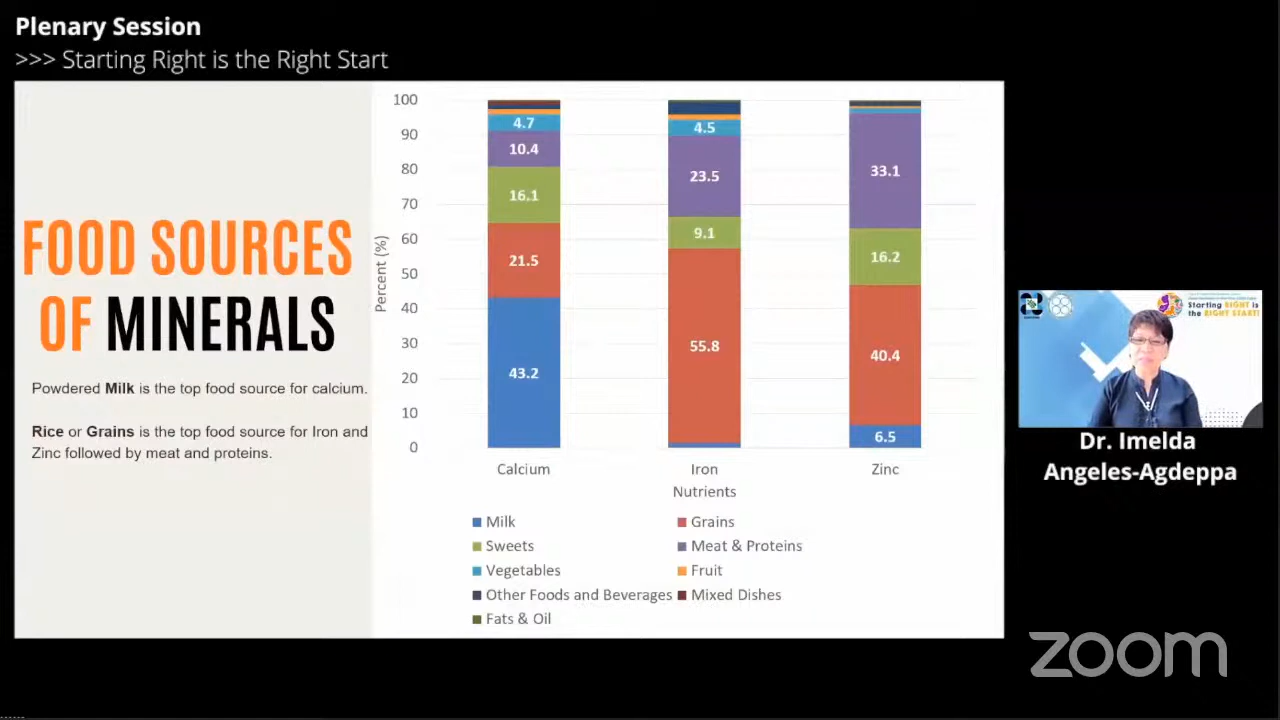 Plenary Session
>>> Starting Right is the Right Start
FOOD SOURCES
OF MINERALS
Powdered Milk is the top food source for calcium.
Rice or Grains is the top food source for Iron and
Zinc followed by meat and proteins.
Percent (%)
100
90
80
70
60
50
40
30
20
10
0
4.7
10.4
16.1
21.5
43.2
4.5
23.5
9.1
55.8
33.1
16.2
40.4
6.5
Calcium Iron Zinc
Nutrients
Milk Grains
Sweets Meat & Proteins
Vegetables Fruit
Other Foods and Beverages Mixed Dishes
Fats & Oil
Starting RIGHT is
the RIGHT START!
Dr. Imelda
Angeles-Agdeppa
zoom